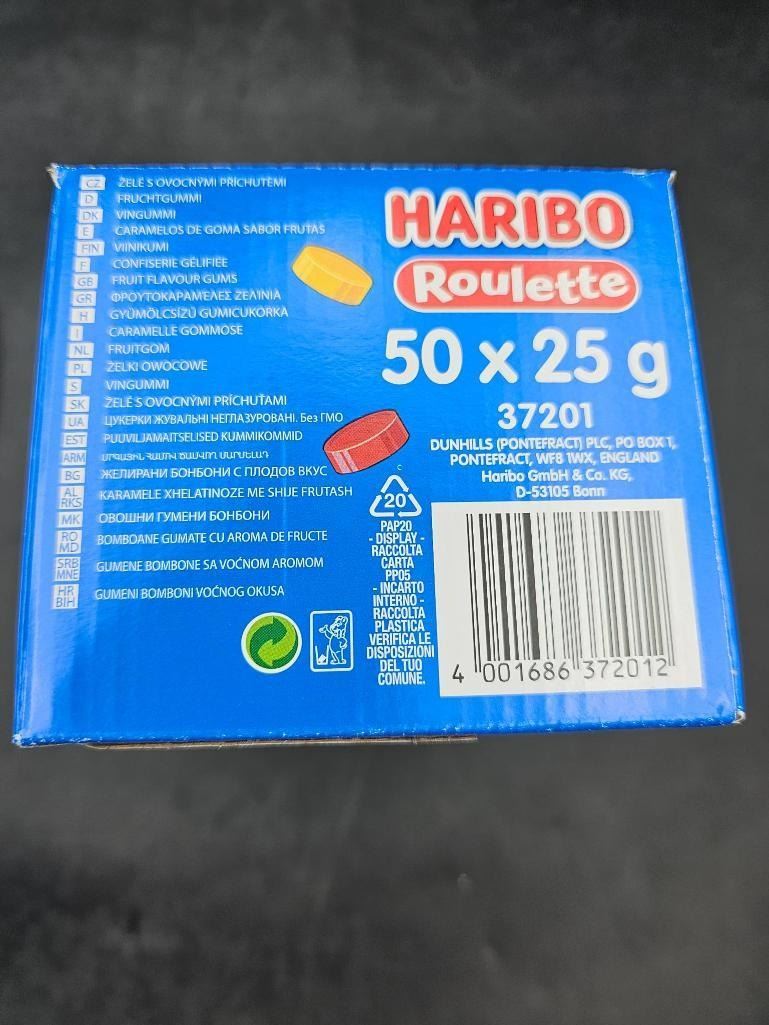 CZ ŽELÉ S OVOCNÝMI PŘÍCHUTĚMI
D FRUCHTGUMMI
DK VINGUMMI
E CARAMELOS DE GOMA SABOR FRUTAS
FIN VIINIKUMI
F CONFISERIE GÉLIFIÉE
GB FRUIT FLAVOUR GUMS
GR ΦΡΟΥΤΟΚΑΡΑΜΕΛΕΣ ΖΕΛΙΝΙΑ
H GYÜMÖLCSÍZŰ GUMICUKORKA
I CARAMELLE GOMMOSE
NL FRUITGOM
PL ŻELKI OWOCOWE
S VINGUMMI
SK ŽELÉ S OVOCNÝMI PRÍCHUŤAMI
UA ЦУКЕРКИ ЖУВАЛЬНІ НЕГЛАЗУРОВАНІ. Без ГМО
EST PUUVILJAMAITSELISED KUMMIKOMMID
ARM ՄՐԳԱՅԻՆ ՀԱՄՈՎ ԾԱՄՎՈՂ ՄԱՐՄԵԼԱԴ
BG ЖЕЛИРАНИ БОНБОНИ С ПЛОДОВ ВКУС
AL RKS KARAMELE XHELATINOZE ME SHIJE FRUTASH
MK ОВОШНИ ГУМЕНИ БОНБОНИ
RO MD BOMBOANE GUMATE CU AROMA DE FRUCTE
SRB MNE GUMENE BOMBONE SA VOĆNOM AROMOM
HR BIH GUMENI BOMBONI VOĆNOG OKUSA
HARIBO
Roulette
50 x 25 g
37201
DUNHILLS (PONTEFRACT) PLC, PO BOX 1,
PONTEFRACT, WF8 1WX, ENGLAND
Haribo GmbH & Co. KG,
D-53105 Bonn
C
20
PAP20
- DISPLAY -
RACCOLTA
CARTA
PP05
- INCARTO
INTERNO -
RACCOLTA
PLASTICA
VERIFICA LE
DISPOSIZIONI
DEL TUO
COMUNE.
4 001686 372012